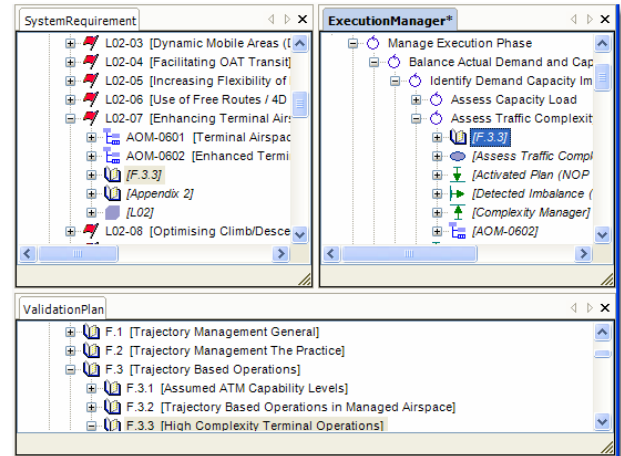 SystemRequirement
L02-03 [Dynamic Mobile Areas (
L02-04 [Facilitating OAT Transit]
L02-05 [Increasing Flexibility of
L02-06 [Use of Free Routes / 4D
L02-07 [Enhancing Terminal Air
AOM-0601 [Terminal Airspac
AOM-0602 [Enhanced Termi
[F.3.3]
[Appendix 2]
[L02]
L02-08 [Optimising Climb/Desce
ExecutionManager*
Manage Execution Phase
Balance Actual Demand and Cap
Identify Demand Capacity Im
Assess Capacity Load
Assess Traffic Complexit
[F.3.3]
[Assess Traffic Compl
[Activated Plan (NOP
[Detected Imbalance (
[Complexity Manager]
[AOM-0602]
ValidationPlan
F.1 [Trajectory Management General]
F.2 [Trajectory Management The Practice]
F.3 [Trajectory Based Operations]
F.3.1 [Assumed ATM Capability Levels]
F.3.2 [Trajectory Based Operations in Managed Airspace]
F.3.3 [High Complexity Terminal Operations]